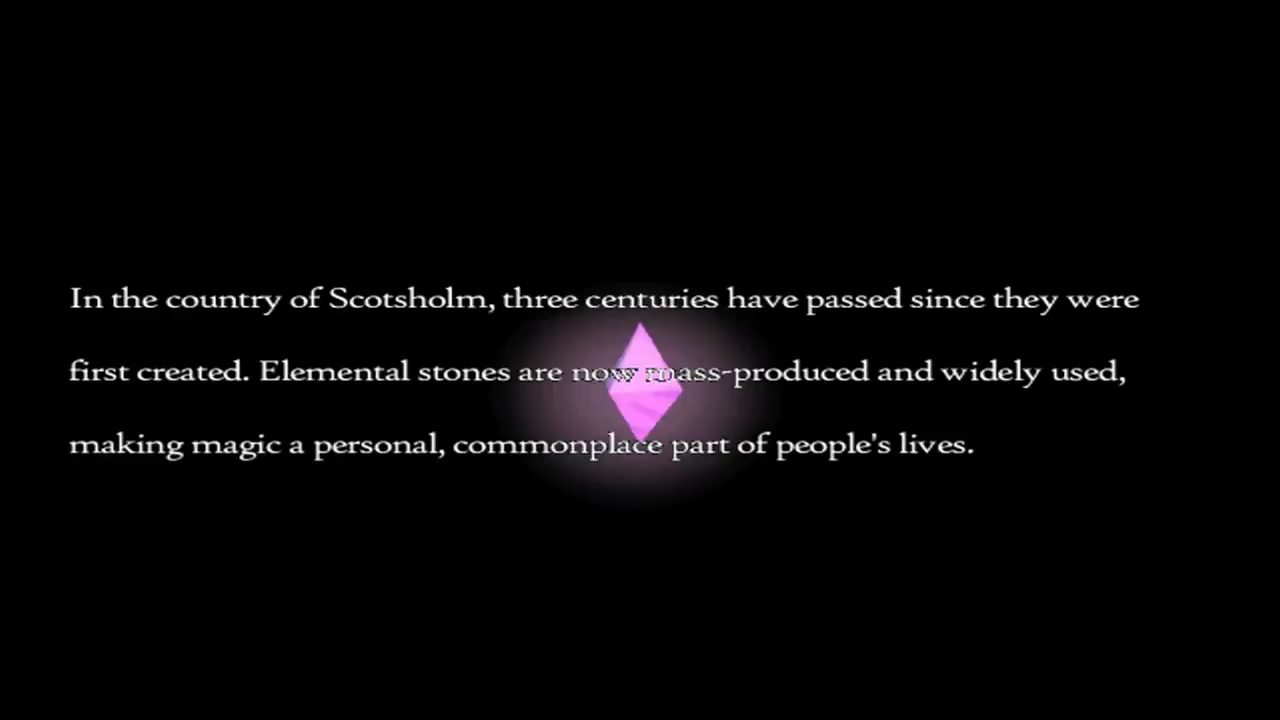 In the country of Scotsholm, three centuries have passed since they were
first created. Elemental stones are now mass-produced and widely used,
making magic a personal, commonplace part of people's lives.